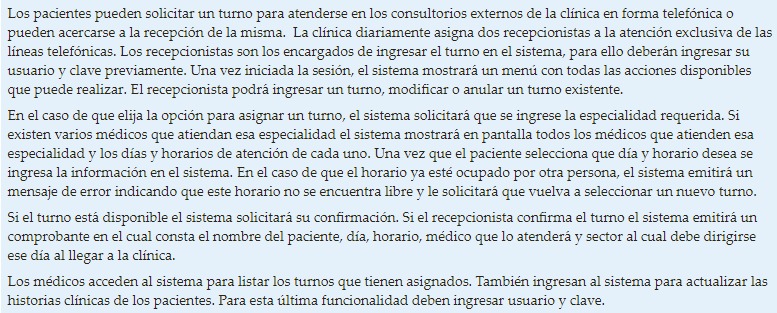 Los pacientes pueden solicitar un turno para atenderse en los consultorios externos de la clínica en forma telefónica o
pueden acercarse a la recepción de la misma.  La clínica diariamente asigna dos recepcionistas a la atención exclusiva de las
líneas telefónicas. Los recepcionistas son los encargados de ingresar el turno en el sistema, para ello deberán ingresar su
usuario y clave previamente. Una vez iniciada la sesión, el sistema mostrará un menú con todas las acciones disponibles
que puede realizar. El recepcionista podrá ingresar un turno, modificar o anular un turno existente.
En el caso de que elija la opción para asignar un turno, el sistema solicitará que se ingrese la especialidad requerida. Si
existen varios médicos que atiendan esa especialidad el sistema mostrará en pantalla todos los médicos que atienden esa
especialidad y los días y horarios de atención de cada uno. Una vez que el paciente selecciona que día y horario desea se
ingresa la información en el sistema. En el caso de que el horario ya esté ocupado por otra persona, el sistema emitirá un
mensaje de error indicando que este horario no se encuentra libre y le solicitará que vuelva a seleccionar un nuevo turno.
Si el turno está disponible el sistema solicitará su confirmación. Si el recepcionista confirma el turno el sistema emitirá un
comprobante en el cual consta el nombre del paciente, día, horario, médico que lo atenderá y sector al cual debe dirigirse
ese día al llegar a la clínica.
Los médicos acceden al sistema para listar los turnos que tienen asignados. También ingresan al sistema para actualizar las
historias clínicas de los pacientes. Para esta última funcionalidad deben ingresar usuario y clave.